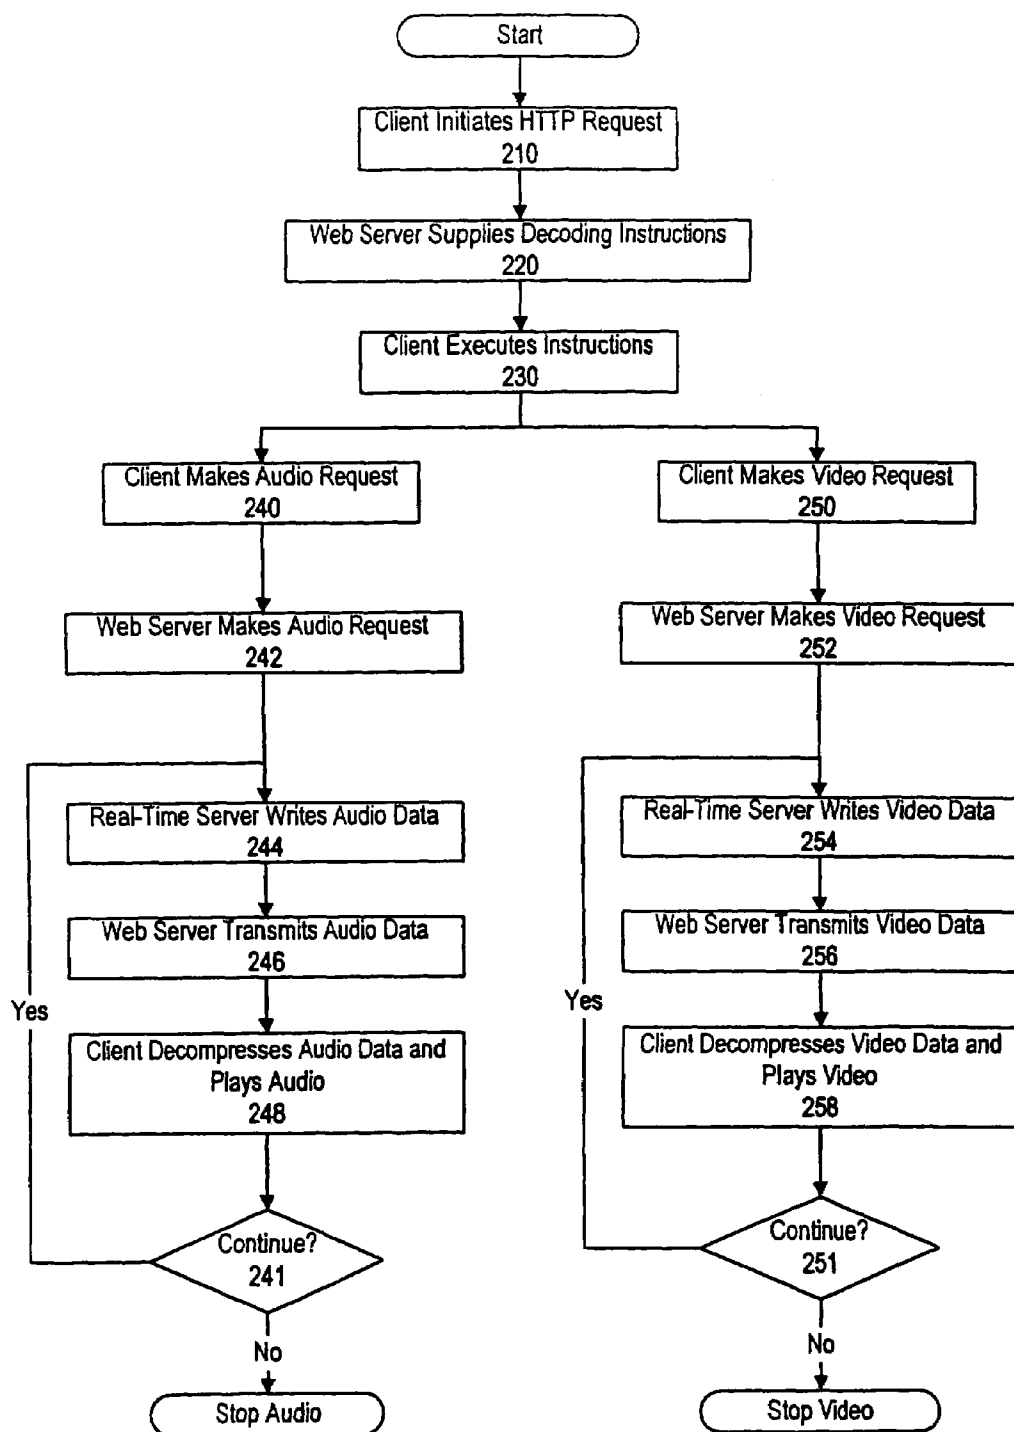 Start
Client Initiates HTTP Request
210
Web Server Supplies Decoding Instructions
220
Client Executes Instructions
230
Client Makes Audio Request
240
Web Server Makes Audio Request
242
Real-Time Server Writes Audio Data
244
Web Server Transmits Audio Data
246
Yes
Client Decompresses Audio Data and
Plays Audio
248
Continue?
241
No
Stop Audio
Client Makes Video Request
250
Web Server Makes Video Request
252
Real-Time Server Writes Video Data
254
Web Server Transmits Video Data
256
Yes
Client Decompresses Video Data and
Plays Video
258
Continue?
251
No
Stop Video